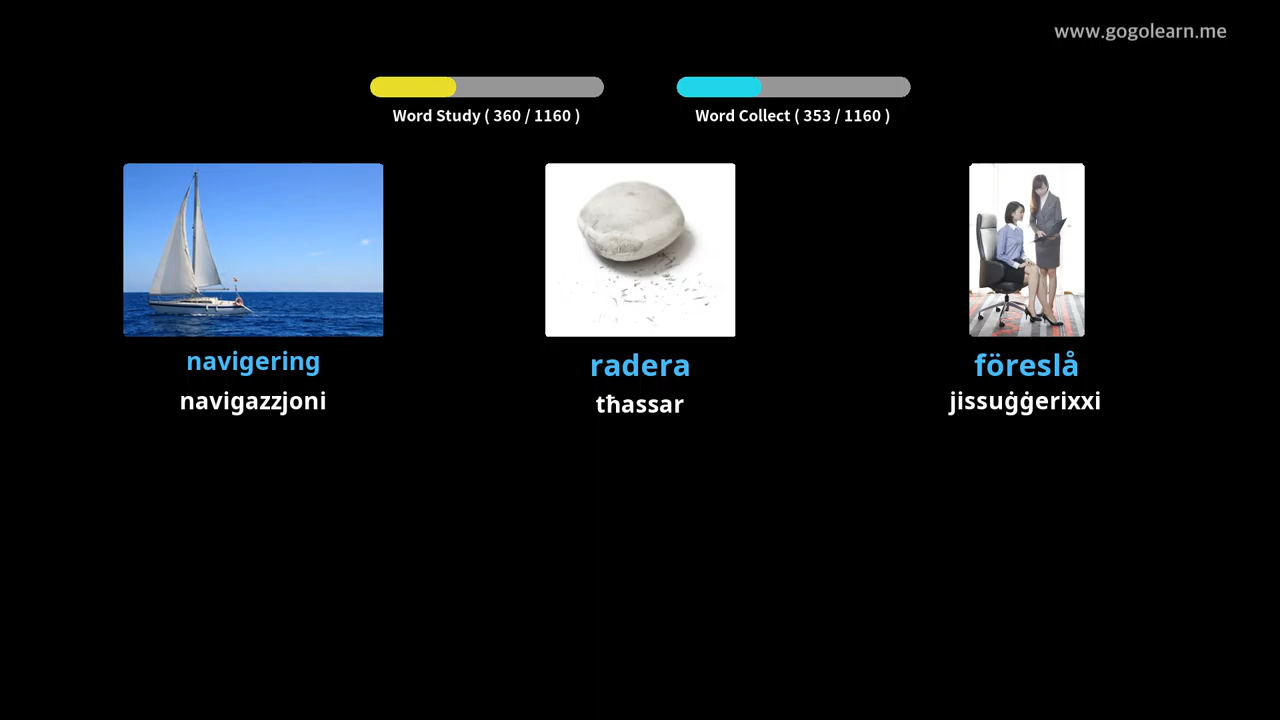 www.gogolearn.me
Word Study ( 360 / 1160 )
Word Collect ( 353 / 1160 )
navigering
navigazzjoni
radera
tħassar
föreslå
jissuġġerixxi